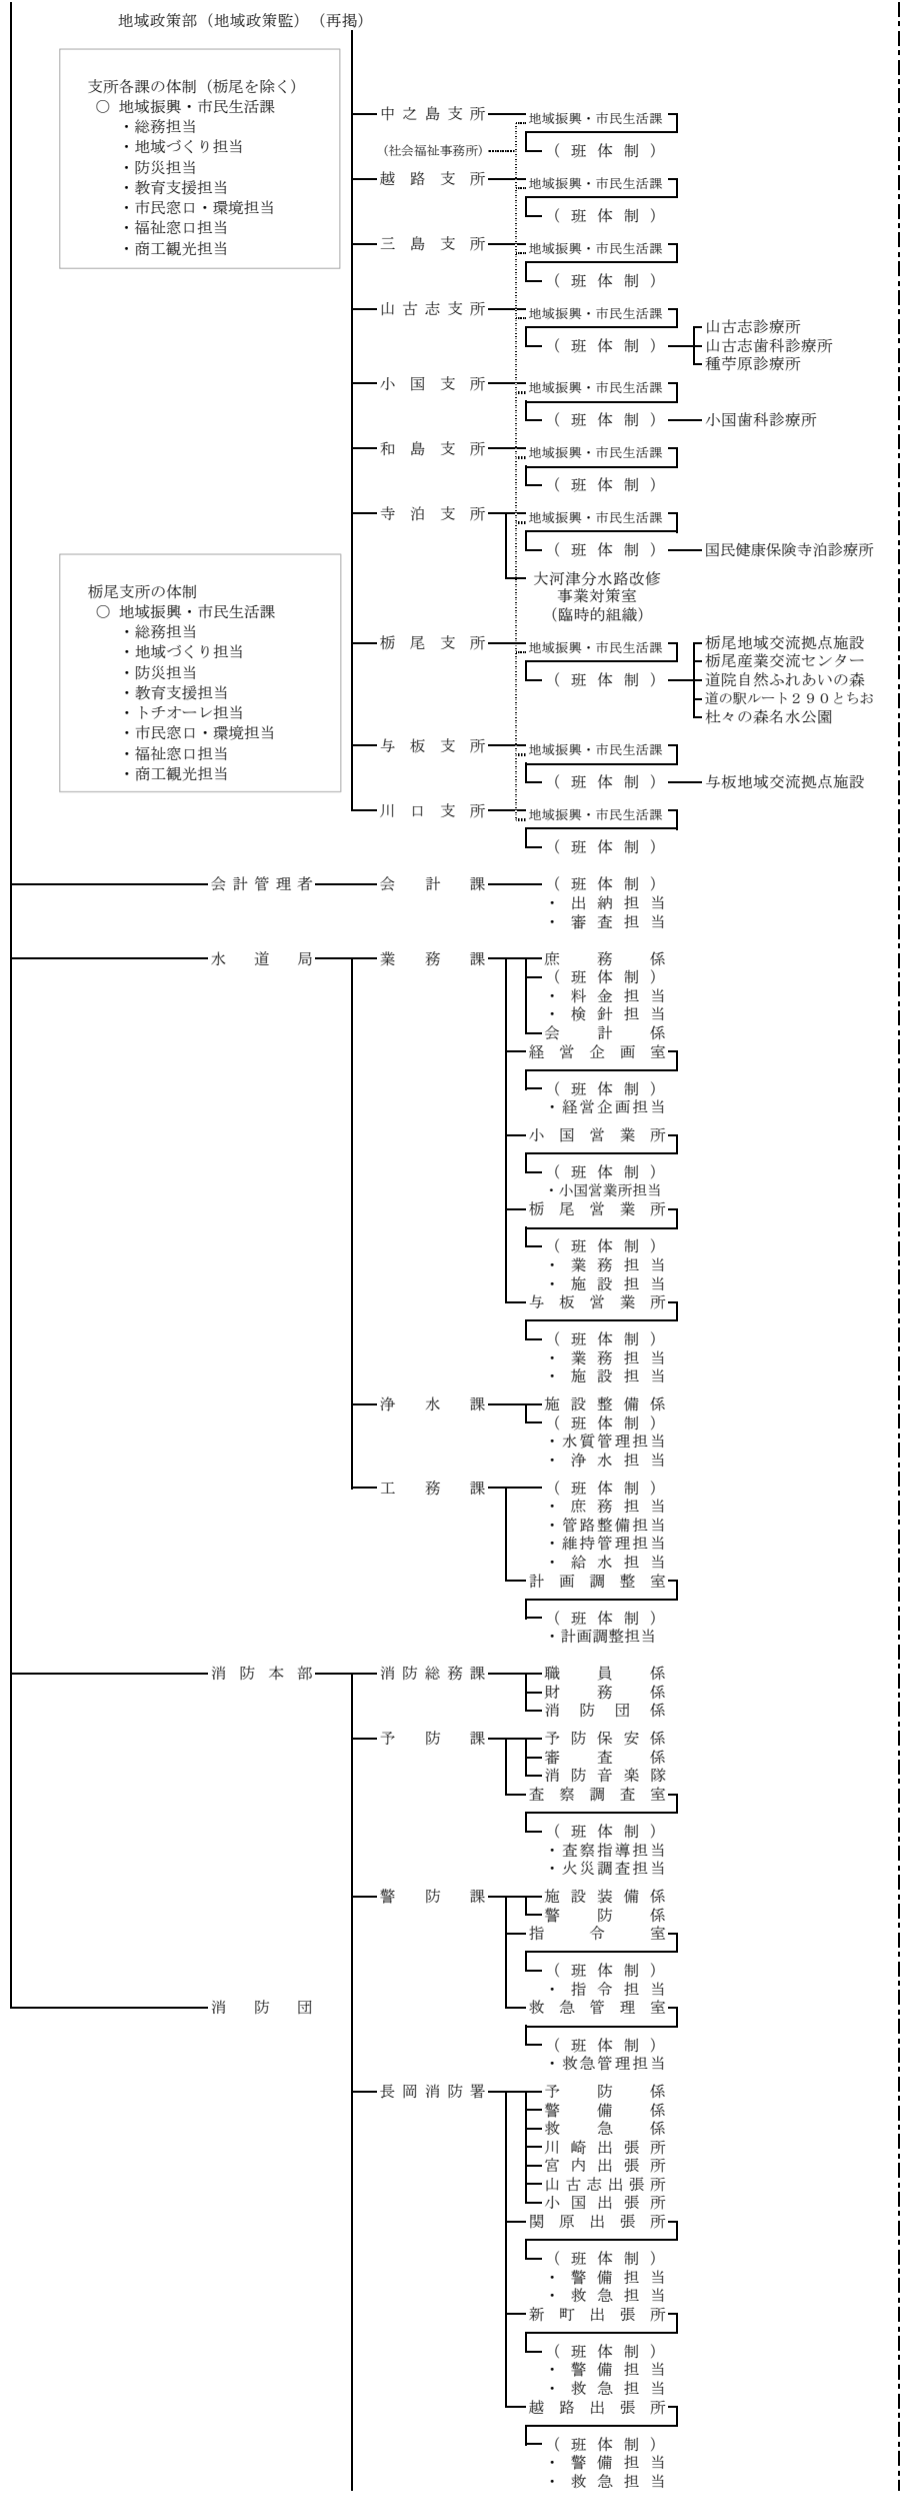 地域政策部（地域政策監）（再掲）
支所各課の体制（栃尾を除く）
○ 地域振興・市民生活課
・総務担当
・地域づくり担当
・防災担当
・教育支援担当
・市民窓口・環境担当
・福祉窓口担当
・商工観光担当
中之島支所 地域振興・市民生活課
（社会福祉事務所） （班体制）
越路支所 地域振興・市民生活課
（班体制）
三島支所 地域振興・市民生活課
（班体制）
山古志支所 地域振興・市民生活課
山古志診療所
（班体制） 山古志歯科診療所
種苧原診療所
小国支所 地域振興・市民生活課
（班体制） 小国歯科診療所
和島支所 地域振興・市民生活課
（班体制）
寺泊支所 地域振興・市民生活課
（班体制） 国民健康保険寺泊診療所
大河津分水路改修
事業対策室
（臨時的組織）
栃尾支所の体制
○ 地域振興・市民生活課
・総務担当
・地域づくり担当
・防災担当
・教育支援担当
・トチオーレ担当
・市民窓口・環境担当
・福祉窓口担当
・商工観光担当
栃尾支所 地域振興・市民生活課 栃尾地域交流拠点施設
栃尾産業交流センター
（班体制） 道院自然ふれあいの森
道の駅ルート２９０とちお
杜々の森名水公園
与板支所 地域振興・市民生活課
（班体制） 与板地域交流拠点施設
川口支所 地域振興・市民生活課
（班体制）
会計管理者 会計課 （班体制）
・出納担当
・審査担当
水道局 業務課 庶務係
（班体制）
・料金担当
・検針担当
会計係
経営企画室
（班体制）
・経営企画担当
小国営業所
（班体制）
・小国営業所担当
栃尾営業所
（班体制）
・業務担当
・施設担当
与板営業所
（班体制）
・業務担当
・施設担当
浄水課 施設整備係
（班体制）
・水質管理担当
・浄水担当
工務課 （班体制）
・庶務担当
・管路整備担当
・維持管理担当
・給水担当
計画調整室
（班体制）
・計画調整担当
消防本部 消防総務課 職員係
財務係
消防団係
予防課 予防保安係
審査係
消防音楽隊
査察調査室
（班体制）
・査察指導担当
・火災調査担当
警防課 施設装備係
警防係
指令室
（班体制）
・指令担当
消防団 救急管理室
（班体制）
・救急管理担当
長岡消防署 予防係
警備係
救急係
川崎出張所
宮内出張所
山古志出張所
小国出張所
関原出張所
（班体制）
・警備担当
・救急担当
新町出張所
（班体制）
・警備担当
・救急担当
越路出張所
（班体制）
・警備担当
・救急担当